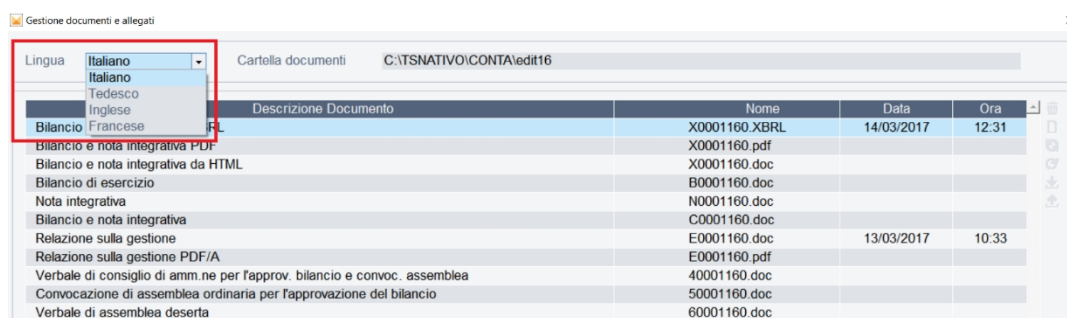 Gestione documenti e allegati
Lingua Italiano Cartella documenti C:\TSNATIVO\CONTA\edit16
Italiano
Tedesco
Inglese
Francese
Descrizione Documento Nome Data Ora
Bilancio RL X0001160.XBRL 14/03/2017 12:31
Bilancio e nota integrativa PDF X0001160.pdf
Bilancio e nota integrativa da HTML X0001160.doc
Bilancio di esercizio B0001160.doc
Nota integrativa N0001160.doc
Bilancio e nota integrativa C0001160.doc
Relazione sulla gestione E0001160.doc 13/03/2017 10:33
Relazione sulla gestione PDF/A E0001160.pdf
Verbale di consiglio di amm.ne per l'approv. bilancio e convoc. assemblea 40001160.doc
Convocazione di assemblea ordinaria per l'approvazione del bilancio 50001160.doc
Verbale di assemblea deserta 60001160.doc